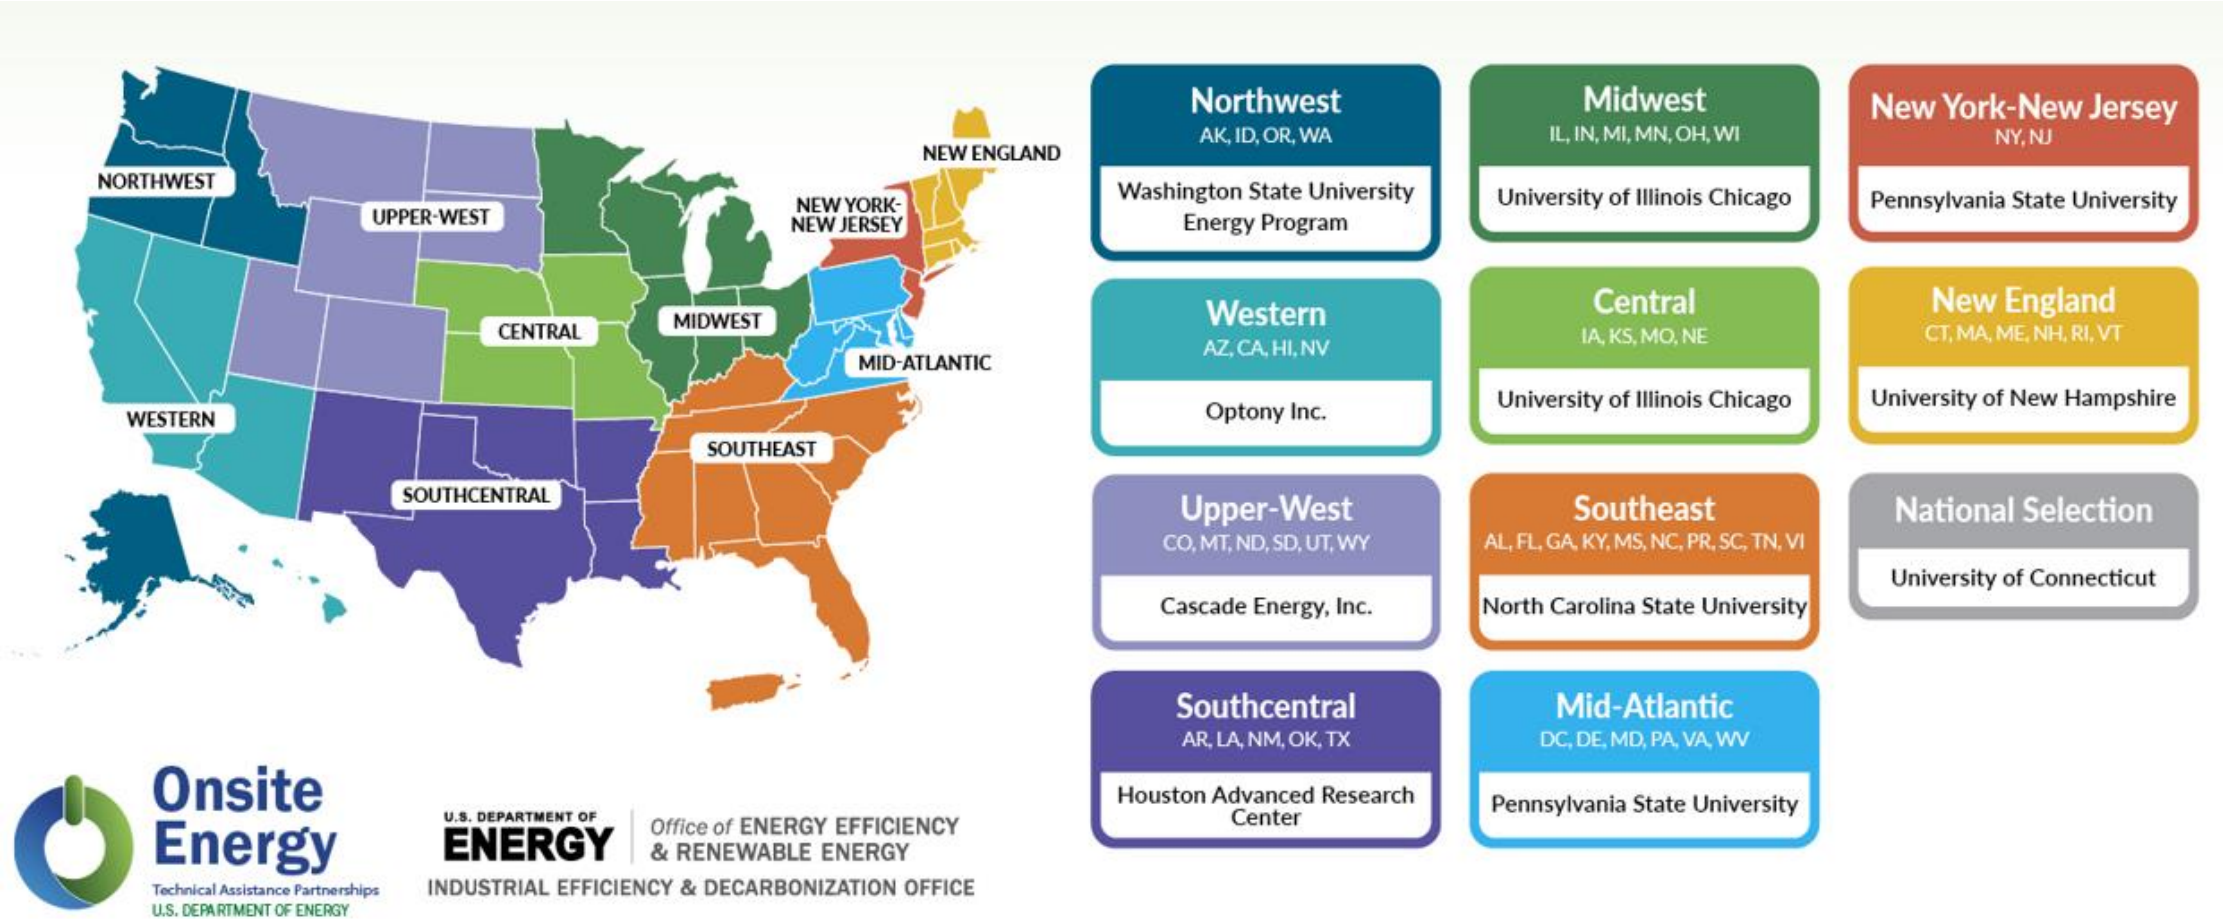 NORTHWEST
UPPER-WEST
NEW ENGLAND
NEW YORK-
NEW JERSEY
CENTRAL
MIDWEST
MID-ATLANTIC
WESTERN
SOUTHEAST
SOUTHCENTRAL
Onsite
Energy
Technical Assistance Partnerships
U.S. DEPARTMENT OF ENERGY
U.S. DEPARTMENT OF
ENERGY
Office of ENERGY EFFICIENCY
& RENEWABLE ENERGY
INDUSTRIAL EFFICIENCY & DECARBONIZATION OFFICE
Northwest
AK, ID, OR, WA
Washington State University
Energy Program
Western
AZ, CA, HI, NV
Optony Inc.
Upper-West
CO, MT, ND, SD, UT, WY
Cascade Energy, Inc.
Southcentral
AR, LA, NM, OK, TX
Houston Advanced Research
Center
Midwest
IL, IN, MI, MN, OH, WI
University of Illinois Chicago
Central
IA, KS, MO, NE
University of Illinois Chicago
Southeast
AL, FL, GA, KY, MS, NC, PR, SC, TN, VI
North Carolina State University
Mid-Atlantic
DC, DE, MD, PA, VA, WV
Pennsylvania State University
New York-New Jersey
NY, NJ
Pennsylvania State University
New England
CT, MA, ME, NH, RI, VT
University of New Hampshire
National Selection
University of Connecticut